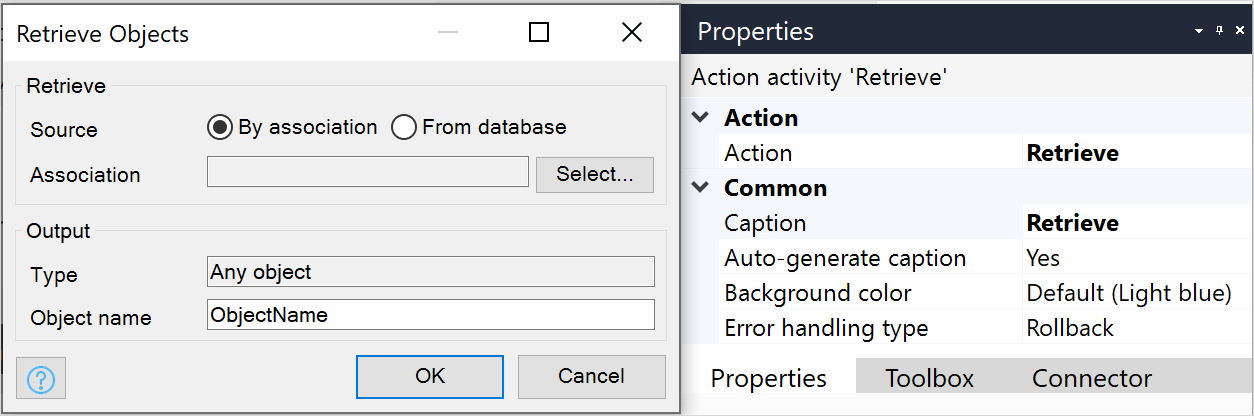 Retrieve Objects
Retrieve
Source By association From database
Association Select...
Output
Type Any object
Object name ObjectName
? OK Cancel
Properties
Action activity 'Retrieve'
Action
Action Retrieve
Common
Caption Retrieve
Auto-generate caption Yes
Background color Default (Light blue)
Error handling type Rollback
Properties Toolbox Connector